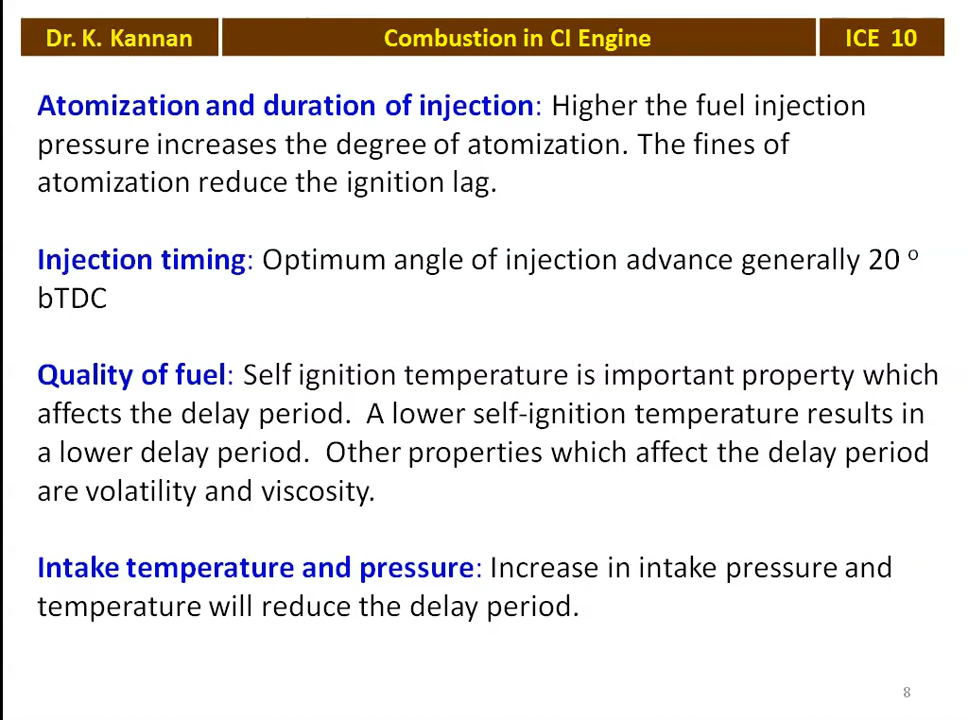 Dr. K. Kannan
Combustion in CI Engine
ICE 10
Atomization and duration of injection: Higher the fuel injection
pressure increases the degree of atomization. The fines of
atomization reduce the ignition lag.
Injection timing: Optimum angle of injection advance generally 20 º
bTDC
Quality of fuel: Self ignition temperature is important property which
affects the delay period. A lower self-ignition temperature results in
a lower delay period. Other properties which affect the delay period
are volatility and viscosity.
Intake temperature and pressure: Increase in intake pressure and
temperature will reduce the delay period.
8